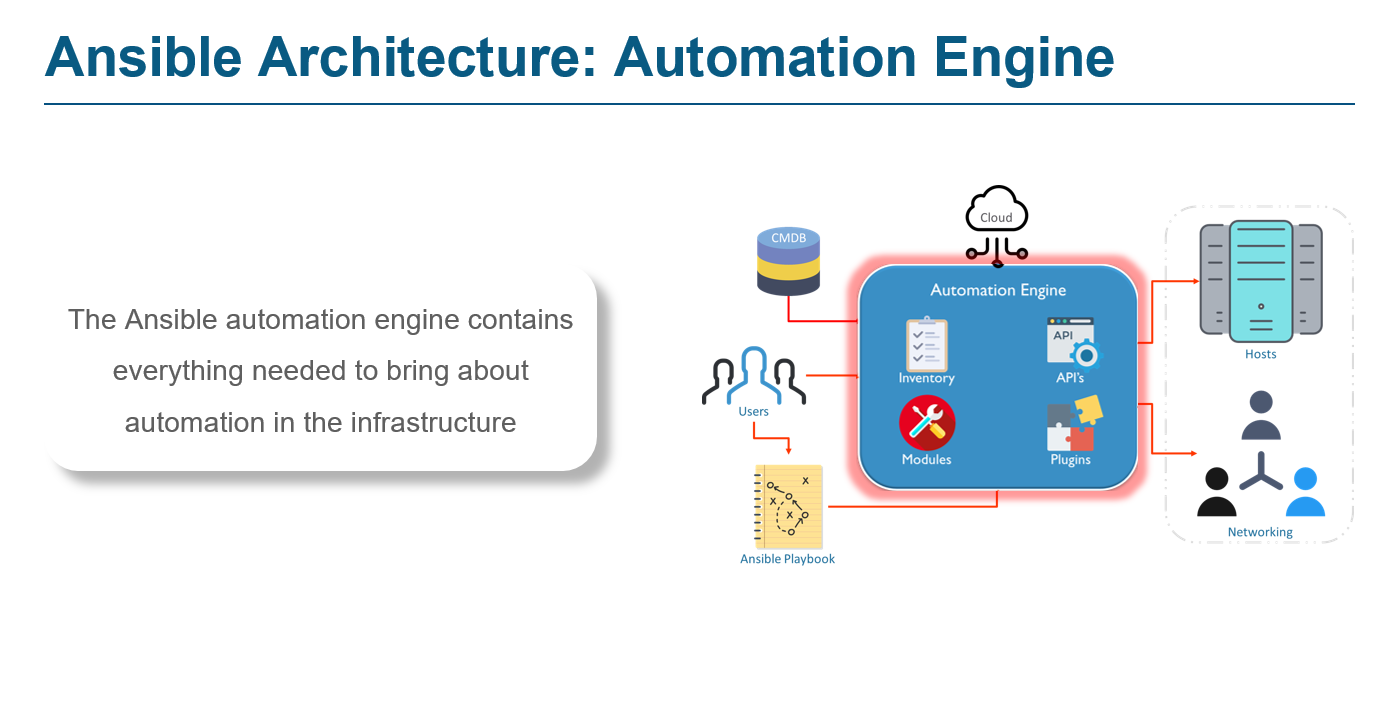 Ansible Architecture: Automation Engine
The Ansible automation engine contains
everything needed to bring about
automation in the infrastructure
Cloud
CMDB
Automation Engine
API
Inventory
API's
Users
Modules
Plugins
Ansible Playbook
Hosts
Networking